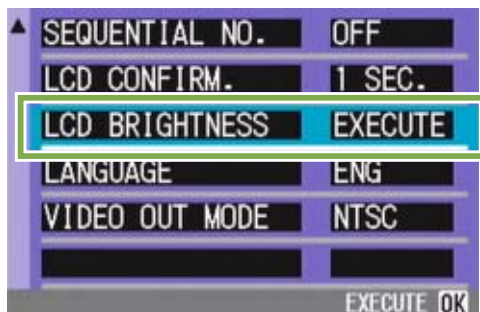 SEQUENTIAL NO. OFF
LCD CONFIRM. 1 SEC.
LCD BRIGHTNESS EXECUTE
LANGUAGE ENG
VIDEO OUT MODE NTSC
EXECUTE OK